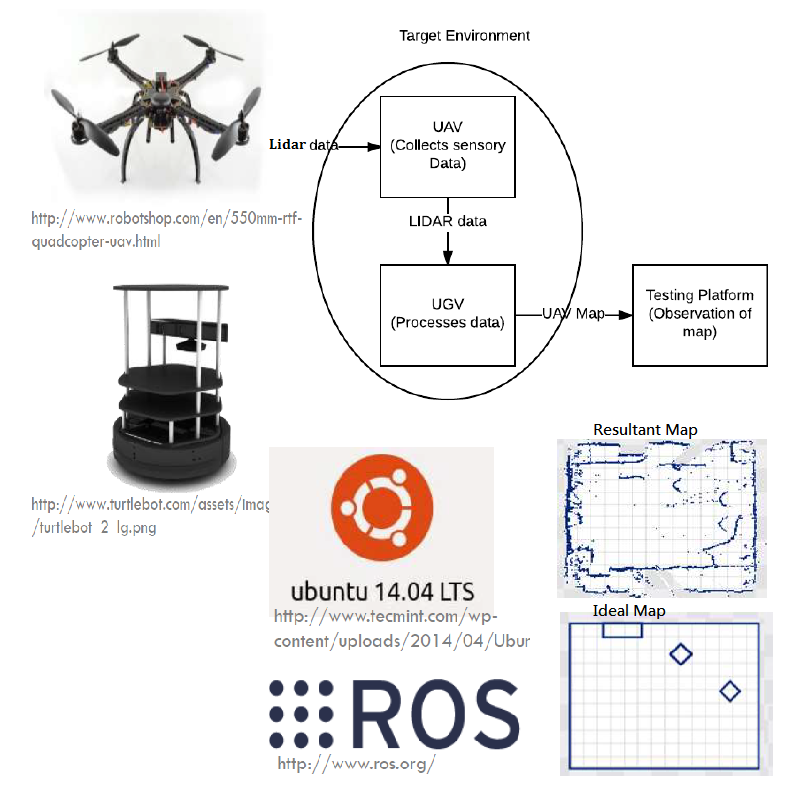 Target Environment
Lidar data
UAV
(Collects sensory
Data)
LIDAR data
UGV
(Processes data)
UAV Map
Testing Platform
(Observation of
map)
http://www.robotshop.com/en/550mm-rtf-
quadcopter-uav.html
http://www.turtlebot.com/assets/imag
/turtlebot_2_lg.png
ubuntu 14.04 LTS
http://www.tecmint.com/wp-
content/uploads/2014/04/Ubur
ROS
http://www.ros.org/
Resultant Map
Ideal Map